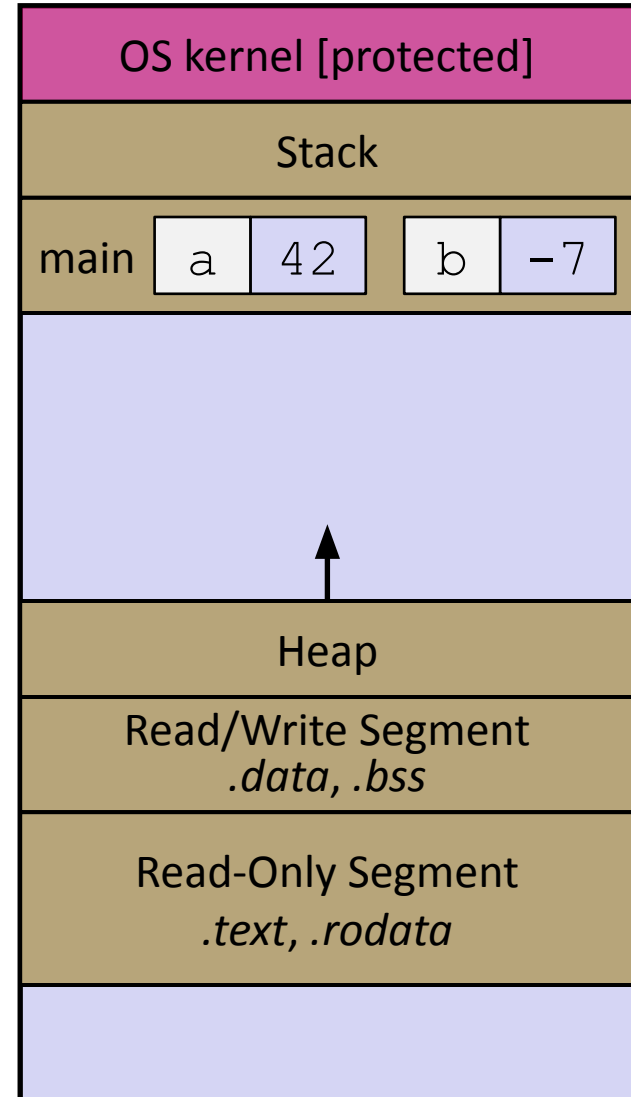 OS kernel [protected]
Stack
main a 42 b -7
Heap
Read/Write Segment
.data, .bss
Read-Only Segment
.text, .rodata